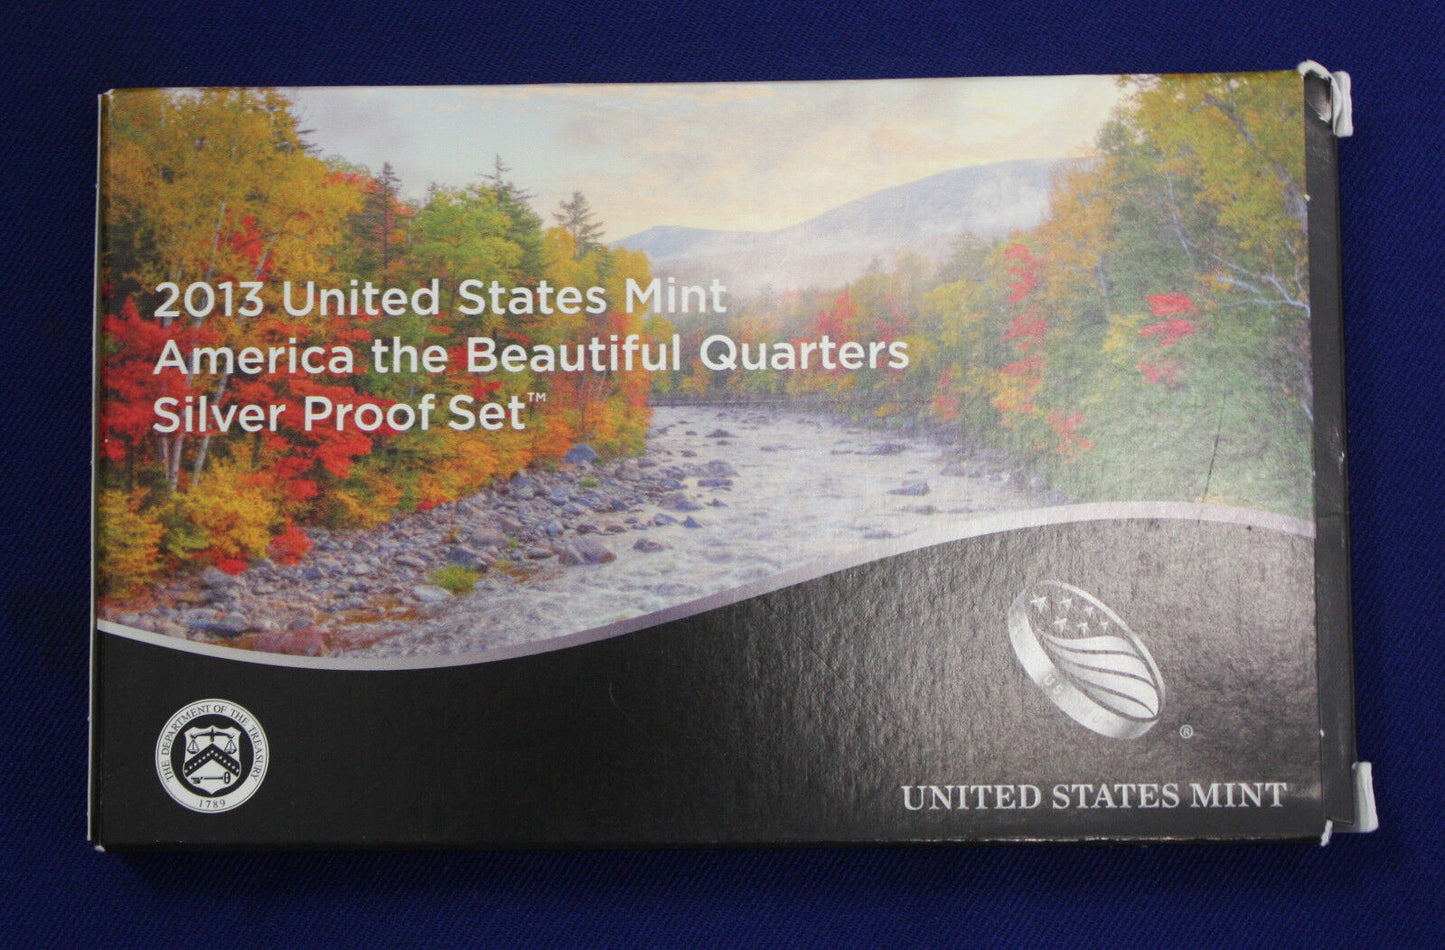 2013 United States Mint
America the Beautiful Quarters
Silver Proof Set™
THE DEPARTMENT OF THE TREASURY
1789
®
UNITED STATES MINT